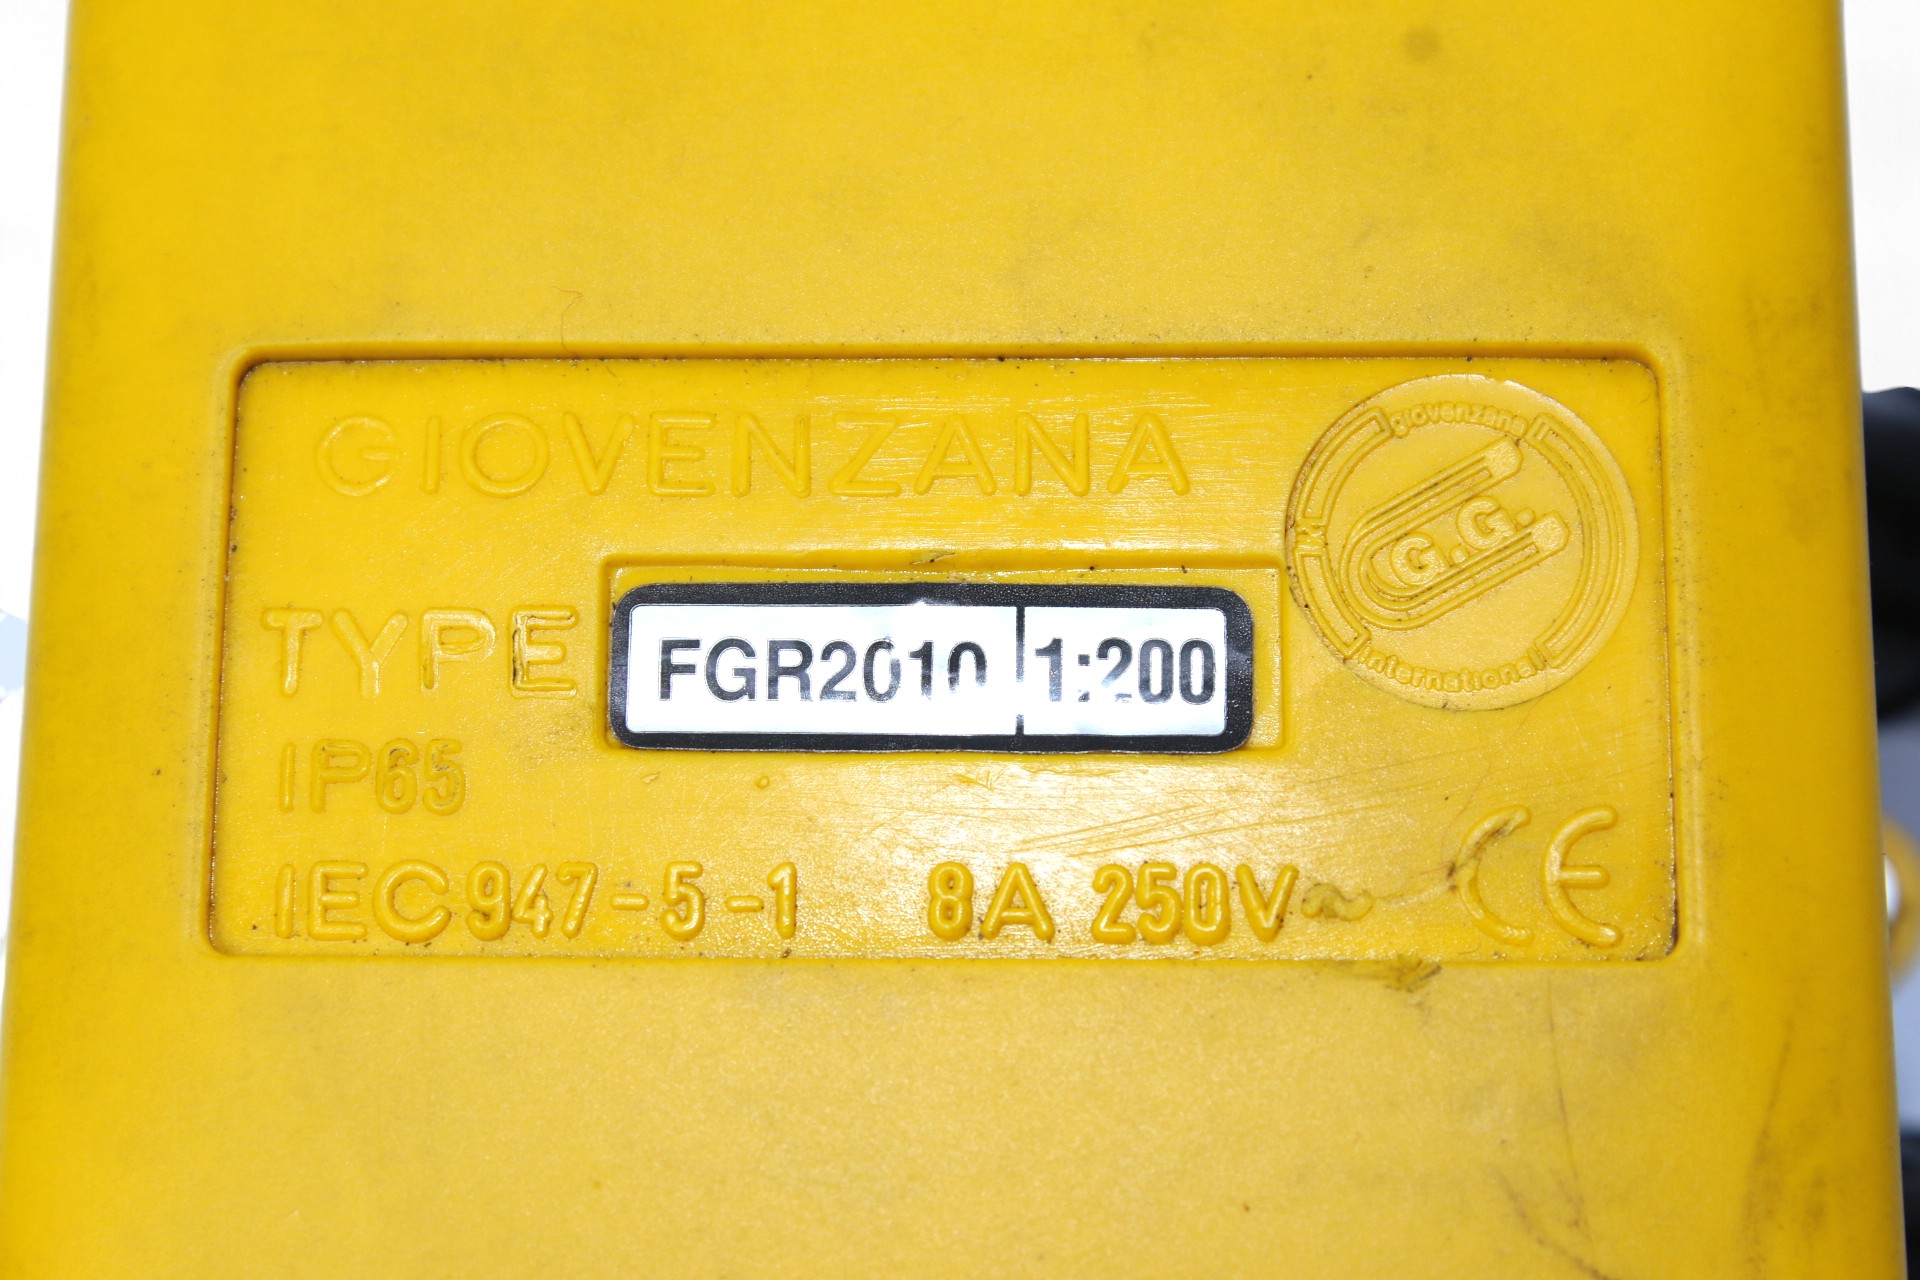 GIOVENZANA
giovenzana
G.G.
international
TYPE FGR2010 1:200
IP65
IEC 947-5-1 8A 250V~ CE